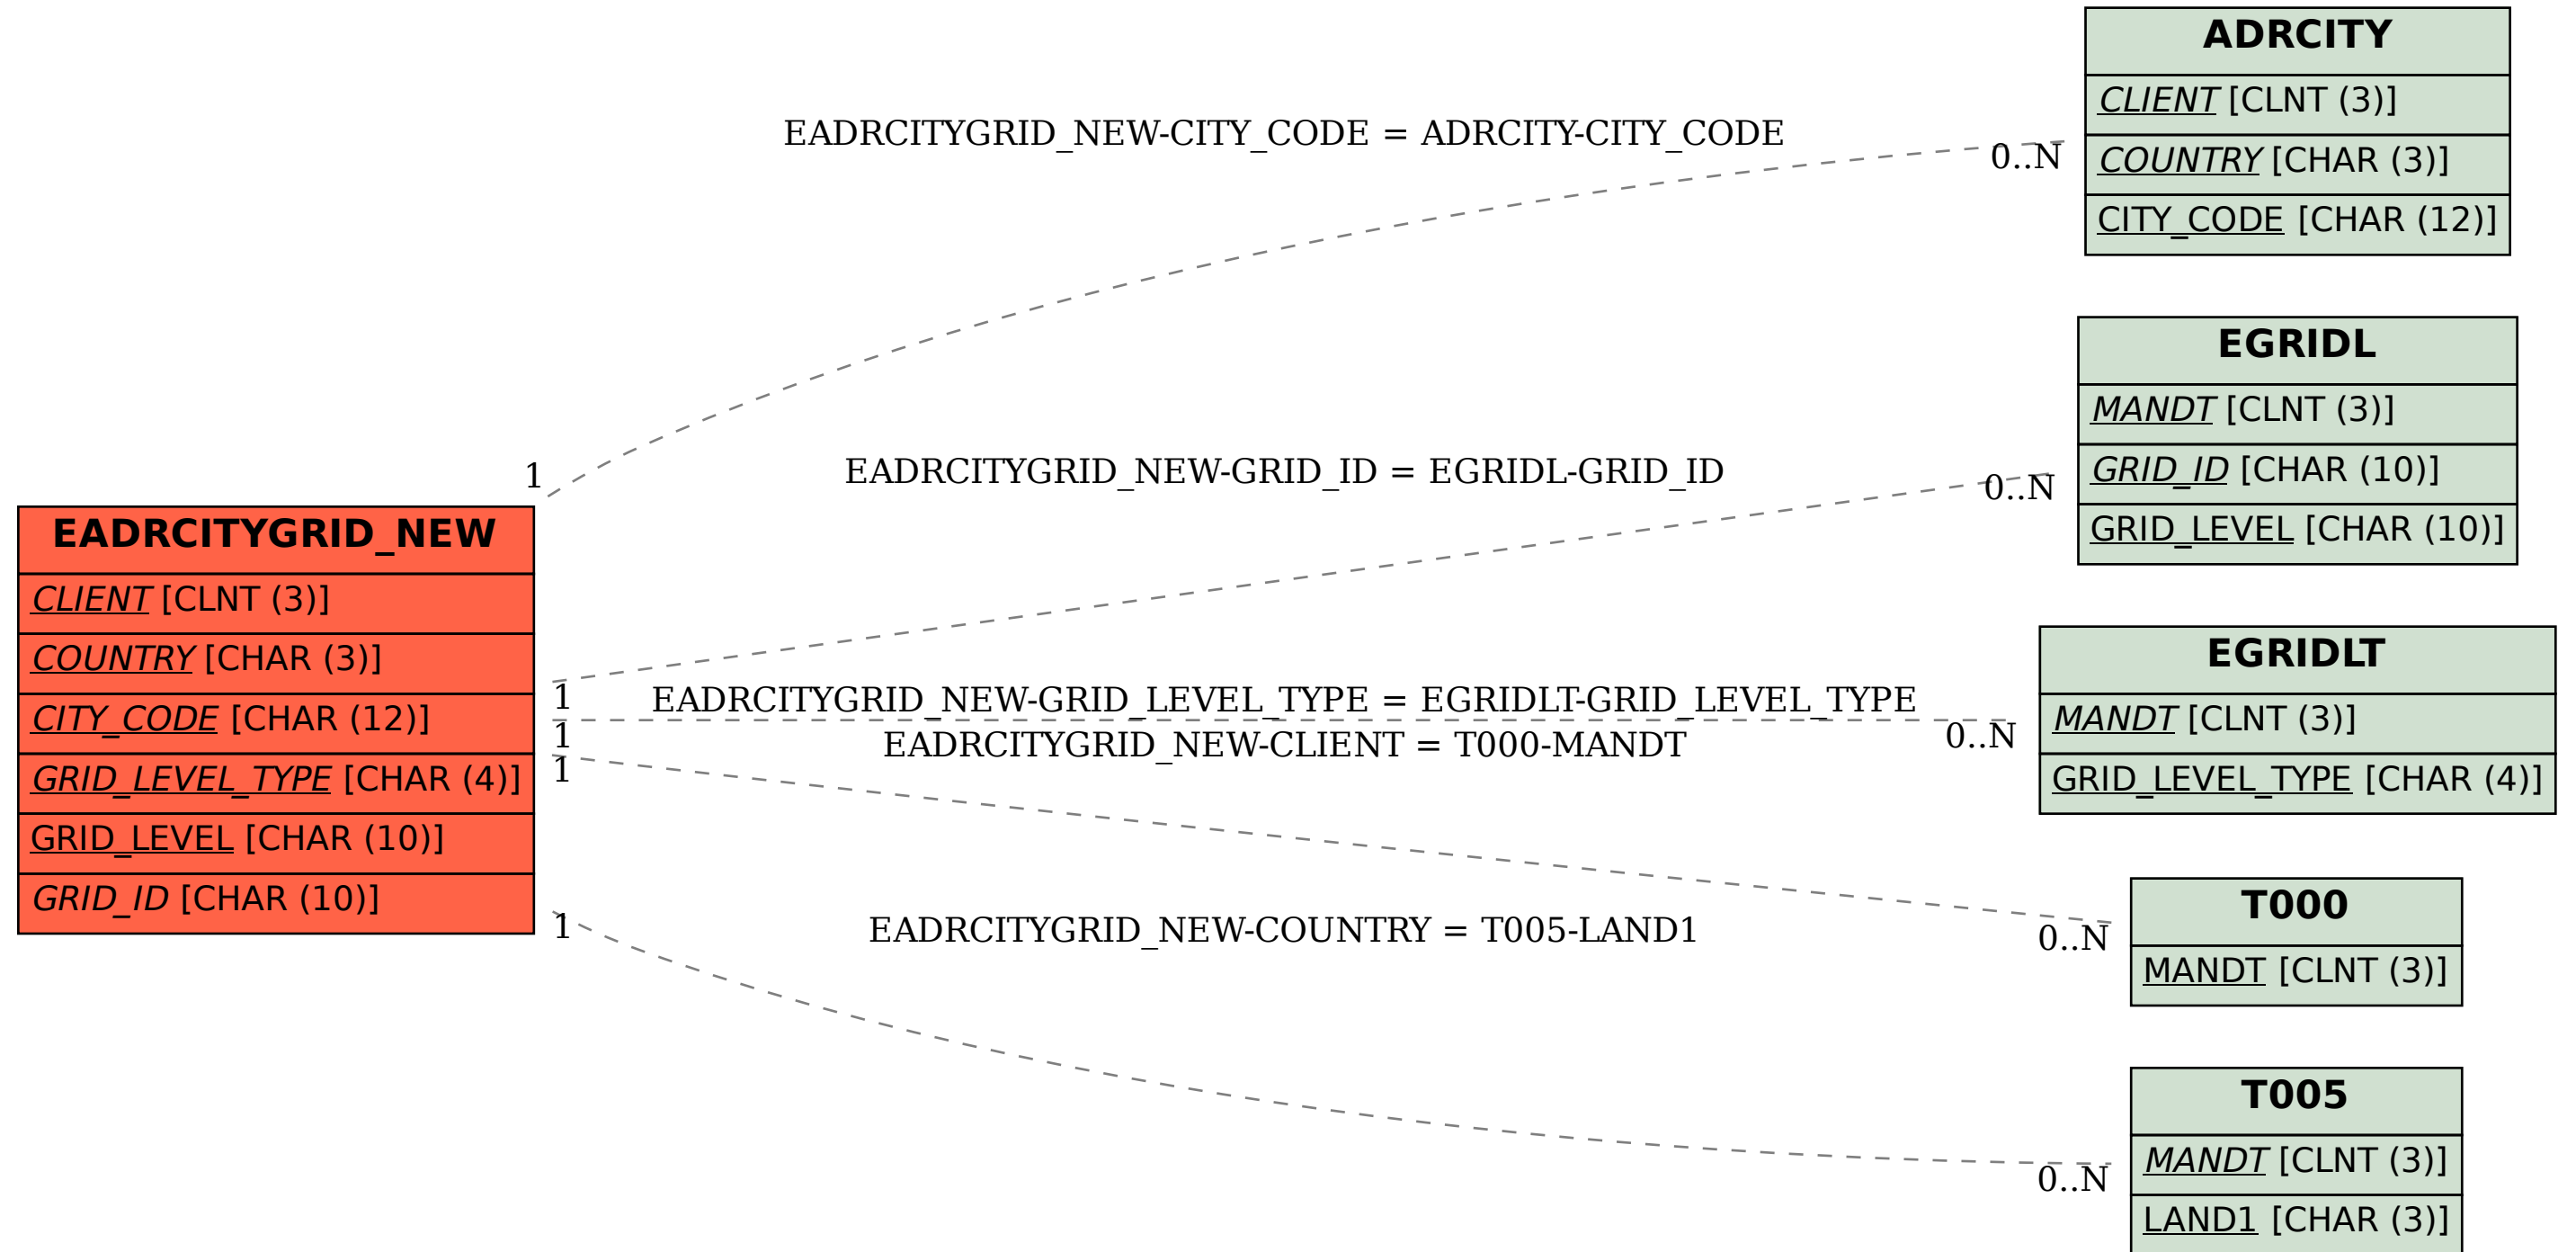 ADRCITY
CLIENT [CLNT (3)]
COUNTRY [CHAR (3)]
CITY_CODE [CHAR (12)]
EADRCITYGRID_NEW-CITY_CODE = ADRCITY-CITY_CODE
0..N
1
EGRIDL
MANDT [CLNT (3)]
GRID_ID [CHAR (10)]
GRID_LEVEL [CHAR (10)]
EADRCITYGRID_NEW-GRID_ID = EGRIDL-GRID_ID
0..N
1
EADRCITYGRID_NEW
CLIENT [CLNT (3)]
COUNTRY [CHAR (3)]
CITY_CODE [CHAR (12)]
GRID_LEVEL_TYPE [CHAR (4)]
GRID_LEVEL [CHAR (10)]
GRID_ID [CHAR (10)]
EADRCITYGRID_NEW-GRID_LEVEL_TYPE = EGRIDLT-GRID_LEVEL_TYPE
1
0..N
EGRIDLT
MANDT [CLNT (3)]
GRID_LEVEL_TYPE [CHAR (4)]
EADRCITYGRID_NEW-CLIENT = T000-MANDT
1
0..N
T000
MANDT [CLNT (3)]
EADRCITYGRID_NEW-COUNTRY = T005-LAND1
1
0..N
T005
MANDT [CLNT (3)]
LAND1 [CHAR (3)]